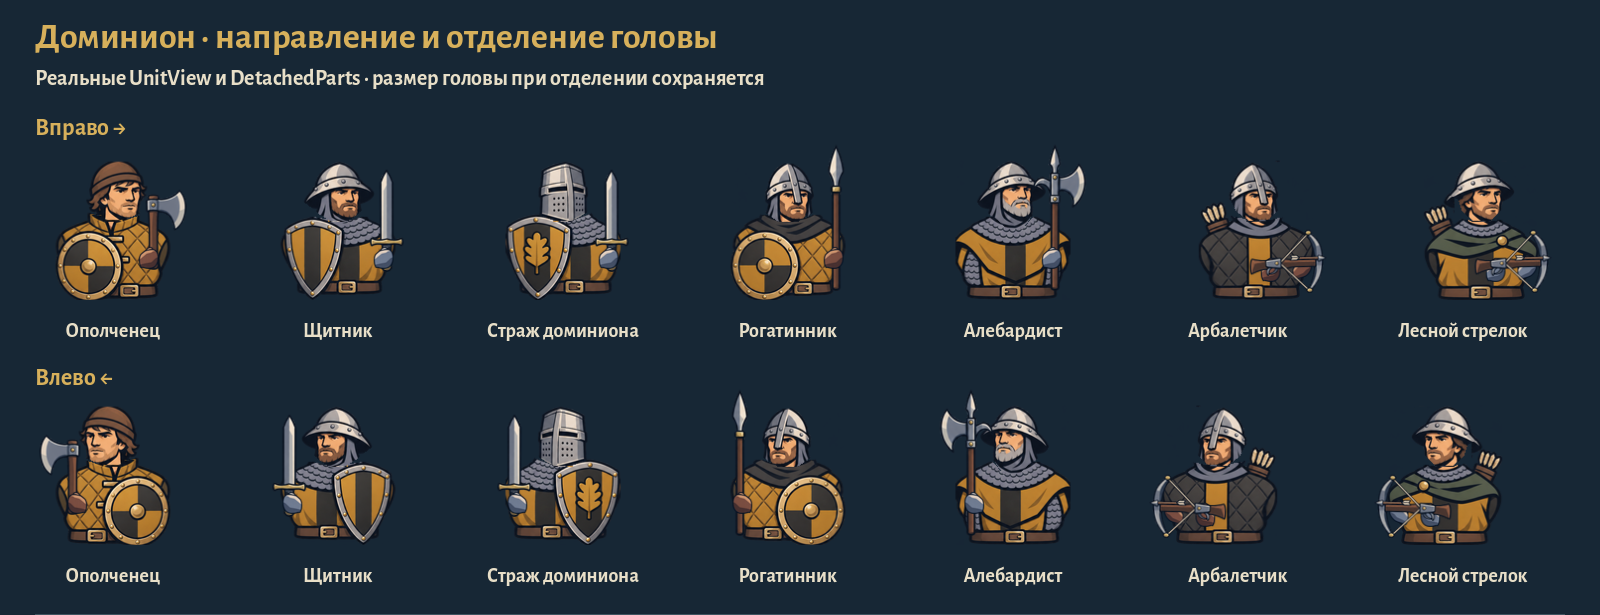 Доминион · направление и отделение головы
Реальные UnitView и DetachedParts · размер головы при отделении сохраняется
Вправо →
Ополченец Щитник Страж доминиона Рогатинник Алебардист Арбалетчик Лесной стрелок
Влево ←
Ополченец Щитник Страж доминиона Рогатинник Алебардист Арбалетчик Лесной стрелок